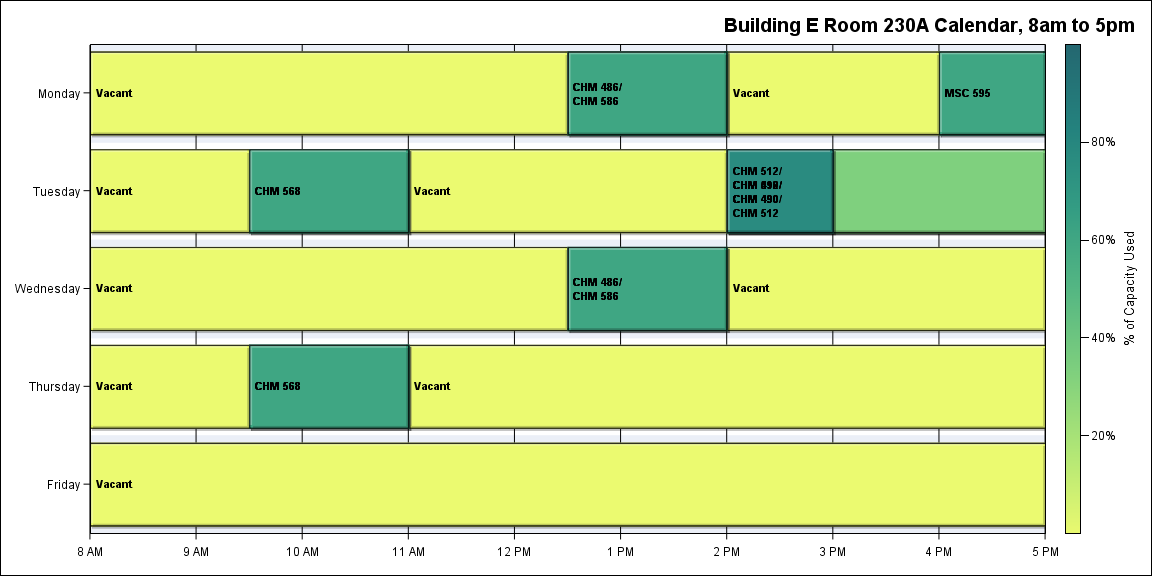 Building E Room 230A Calendar, 8am to 5pm
Monday
Vacant
CHM 486/
CHM 586
Vacant
MSC 595
Tuesday
Vacant
CHM 568
Vacant
CHM 512/
CHM 698/
CHM 490/
CHM 512
Wednesday
Vacant
CHM 486/
CHM 586
Vacant
Thursday
Vacant
CHM 568
Vacant
Friday
Vacant
8 AM
9 AM
10 AM
11 AM
12 PM
1 PM
2 PM
3 PM
4 PM
5 PM
80%
60%
40%
20%
% of Capacity Used